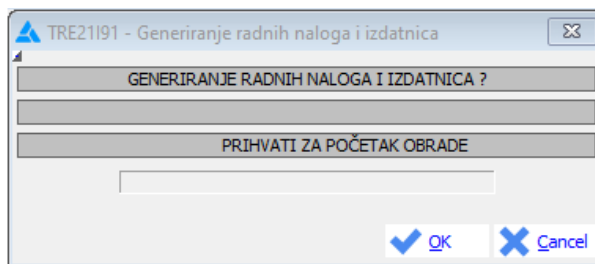 TRE21I91 - Generiranje radnih naloga i izdatnica
GENERIRANJE RADNIH NALOGA I IZDATNICA ?
PRIHVATI ZA POČETAK OBRADE
OK Cancel